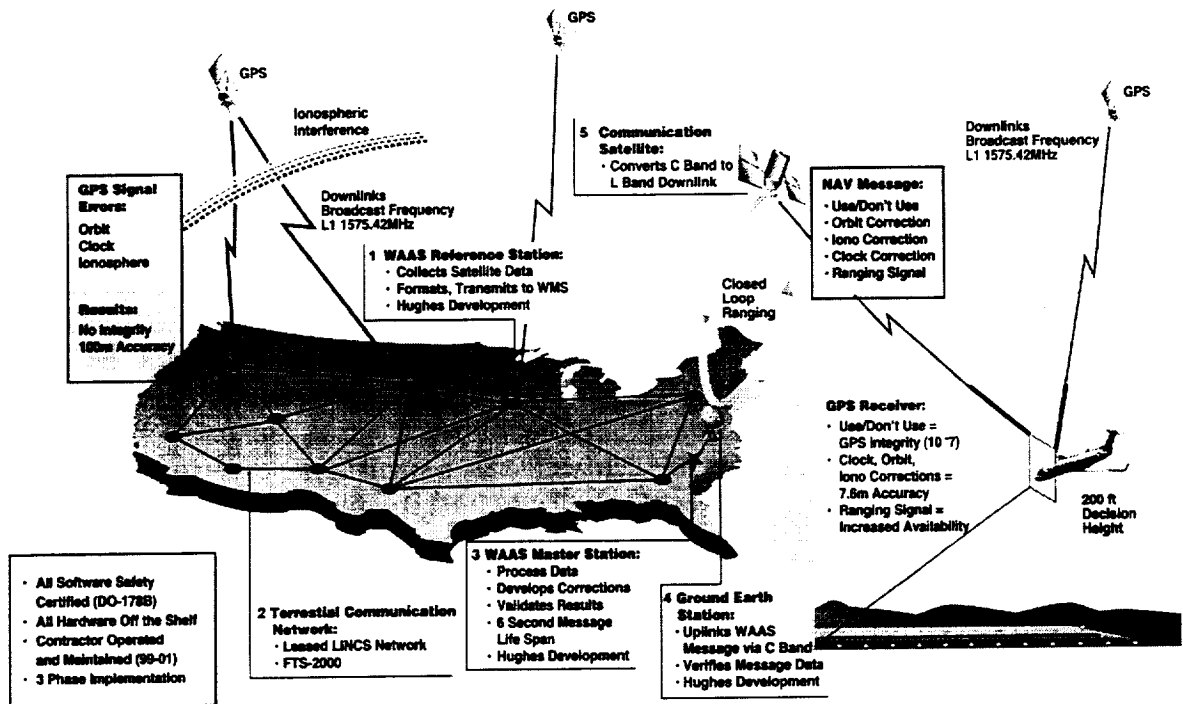 GPS
GPS
Ionospheric
Interference
GPS
GPS Signal
Errors:
Orbit
Clock
Ionosphere
Results:
No Integrity
100m Accuracy
Downlinks
Broadcast Frequency
L1 1575.42MHz
1 WAAS Reference Station:
· Collects Satellite Data
· Formats, Transmits to WMS
· Hughes Development
5 Communication
Satellite:
· Converts C Band to
L Band Downlink
Downlinks
Broadcast Frequency
L1 1575.42MHz
NAV Message:
· Use/Don't Use
· Orbit Correction
· Iono Correction
· Clock Correction
· Ranging Signal
Closed
Loop
Ranging
GPS Receiver:
· Use/Don't Use =
GPS Integrity (10 -7)
· Clock, Orbit,
Iono Corrections =
7.6m Accuracy
· Ranging Signal =
Increased Availability
200 ft
Decision
Height
· All Software Safety
Certified (DO-178B)
· All Hardware Off the Shelf
· Contractor Operated
and Maintained (99-01)
· 3 Phase Implementation
2 Terrestial Communication
Network:
· Leased LINCS Network
· FTS-2000
3 WAAS Master Station:
· Process Data
· Develops Corrections
· Validates Results
· 6 Second Message
Life Span
· Hughes Development
4 Ground Earth
Station:
· Uplinks WAAS
Message via C Band
· Verifies Message Data
· Hughes Development